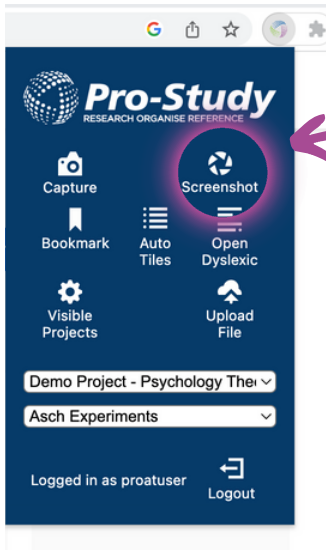 Pro-Study
RESEARCH ORGANISE REFERENCE
Capture
Screenshot
Bookmark
Auto Tiles
Open Dyslexic
Visible Projects
Upload File
Demo Project - Psychology The
Asch Experiments
Logged in as proatuser
Logout